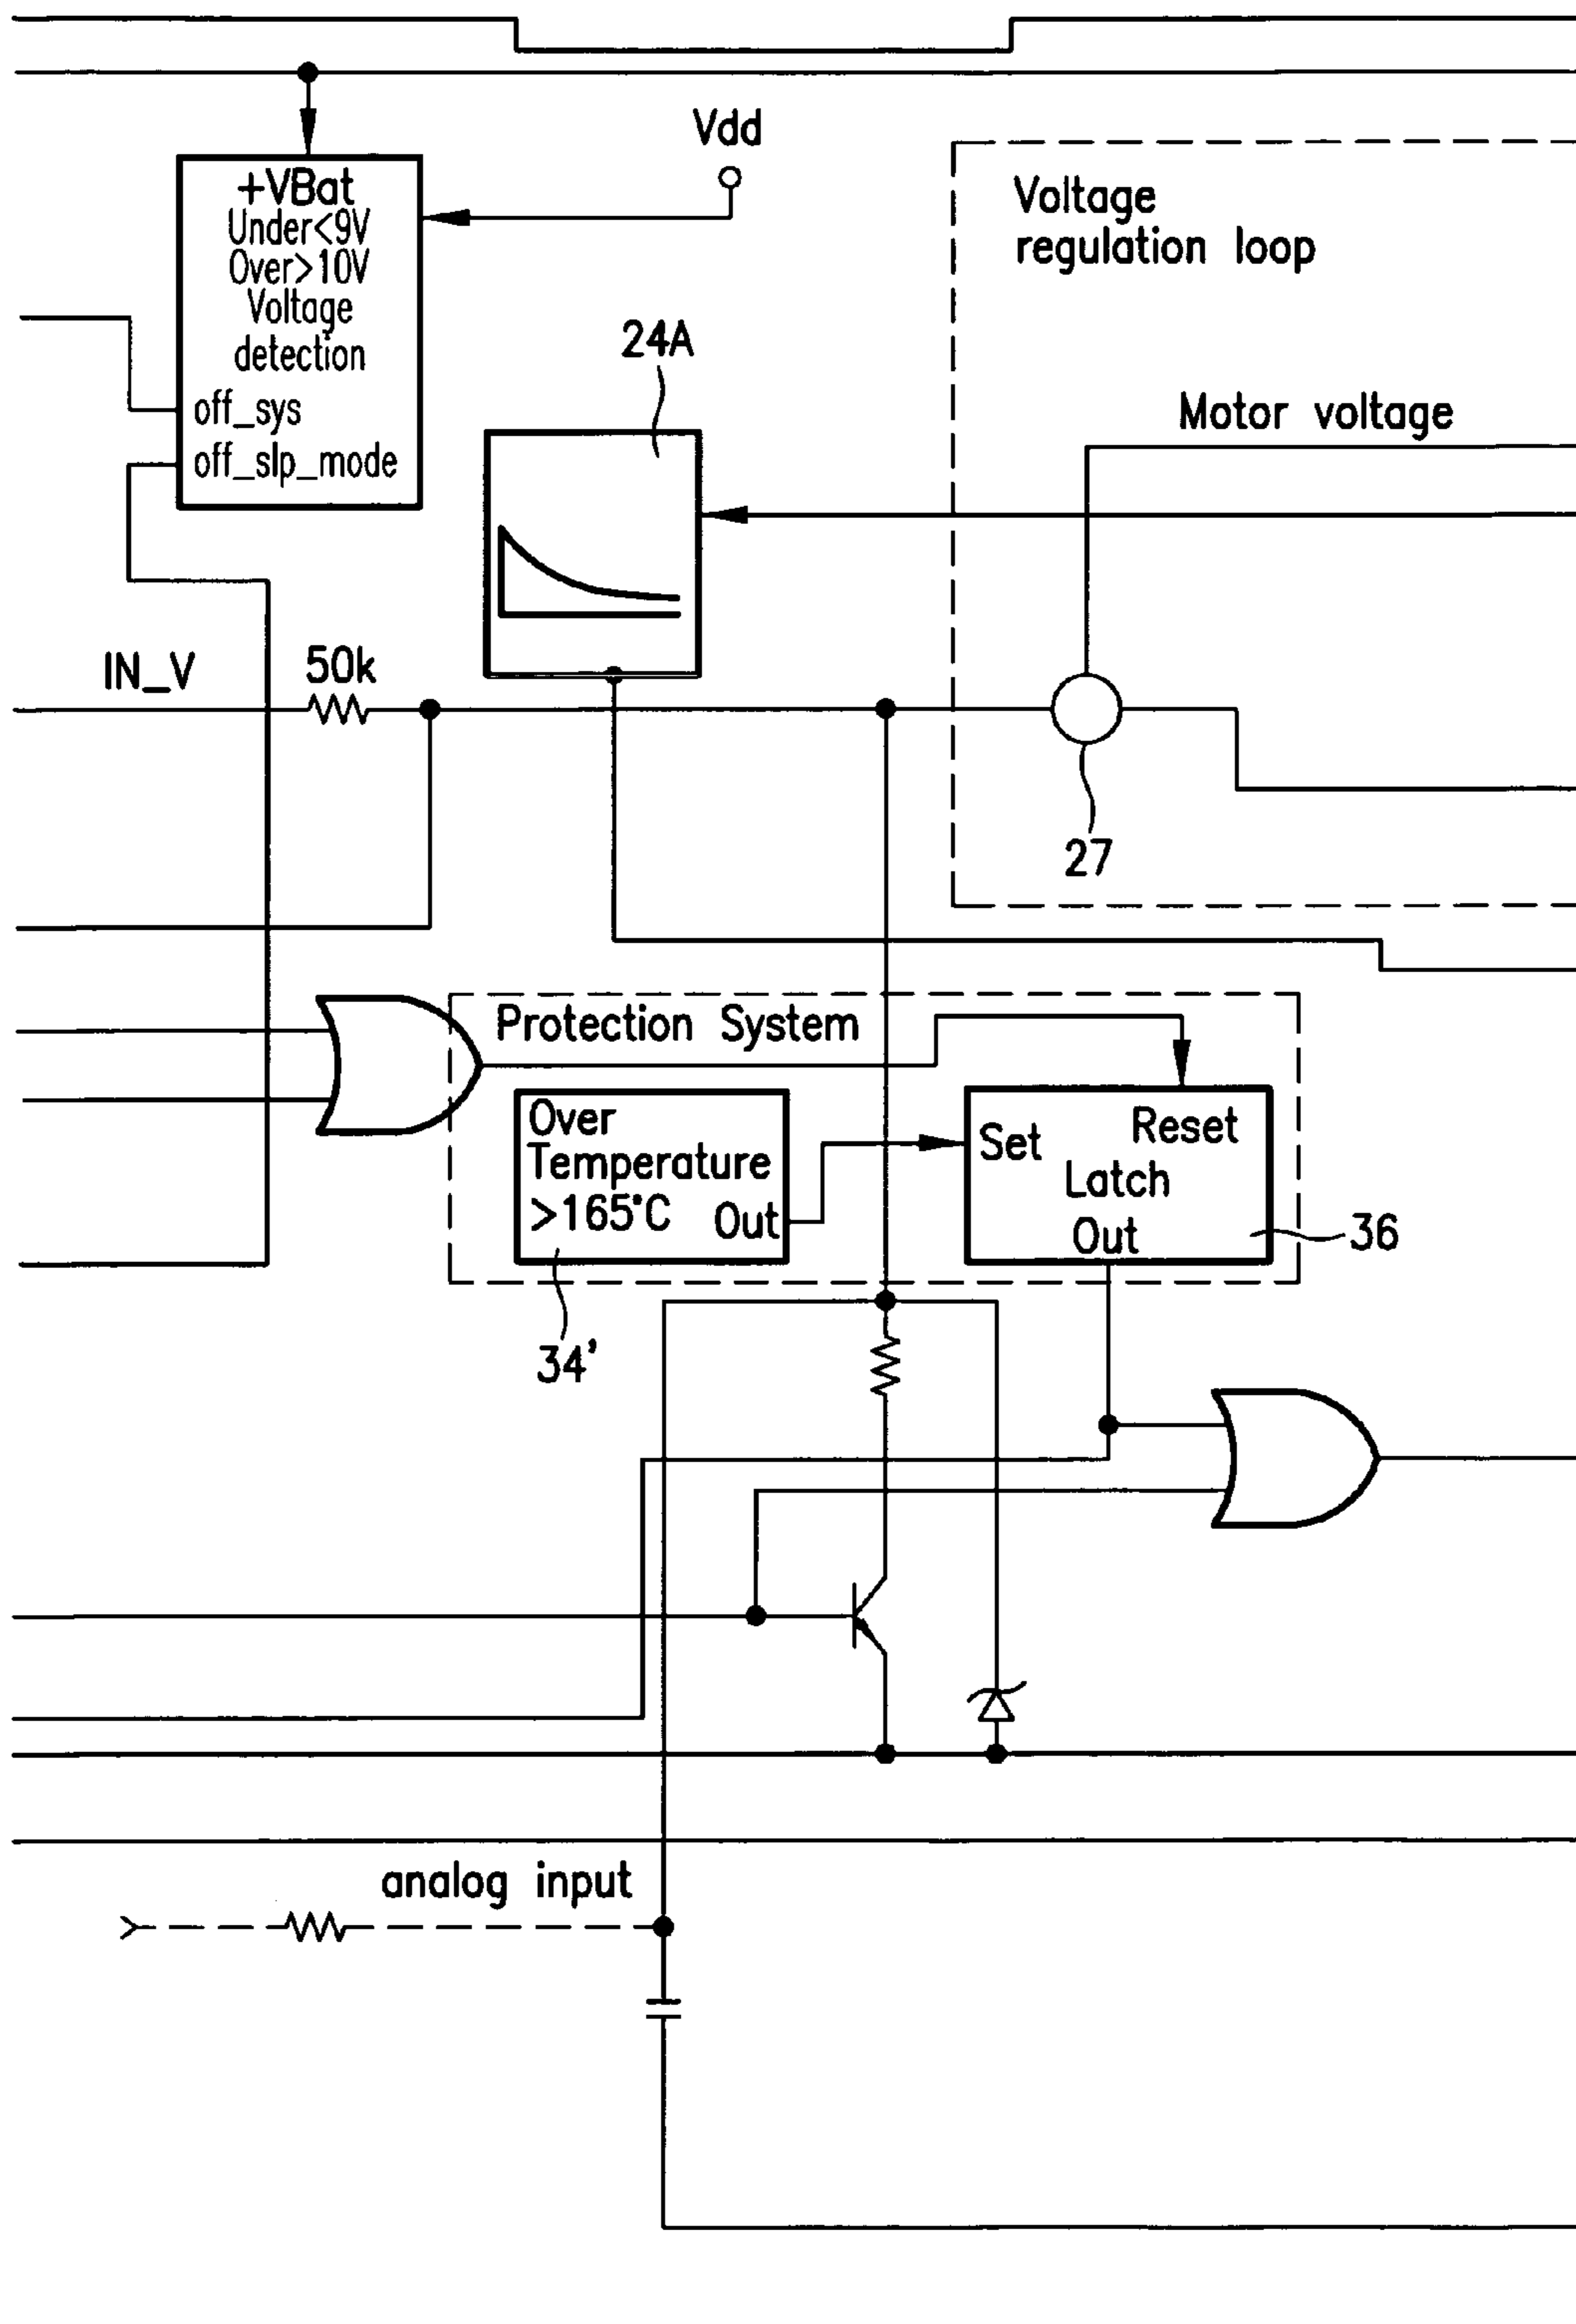 Vdd
+VBat
Under<9V
Over>10V
Voltage
detection
off_sys
off_slp_mode
Voltage
regulation loop
24A
Motor voltage
IN_V
50k
27
Protection System
Over
Temperature
>165°C
Out
Set
Reset
Latch
Out
36
34'
analog input